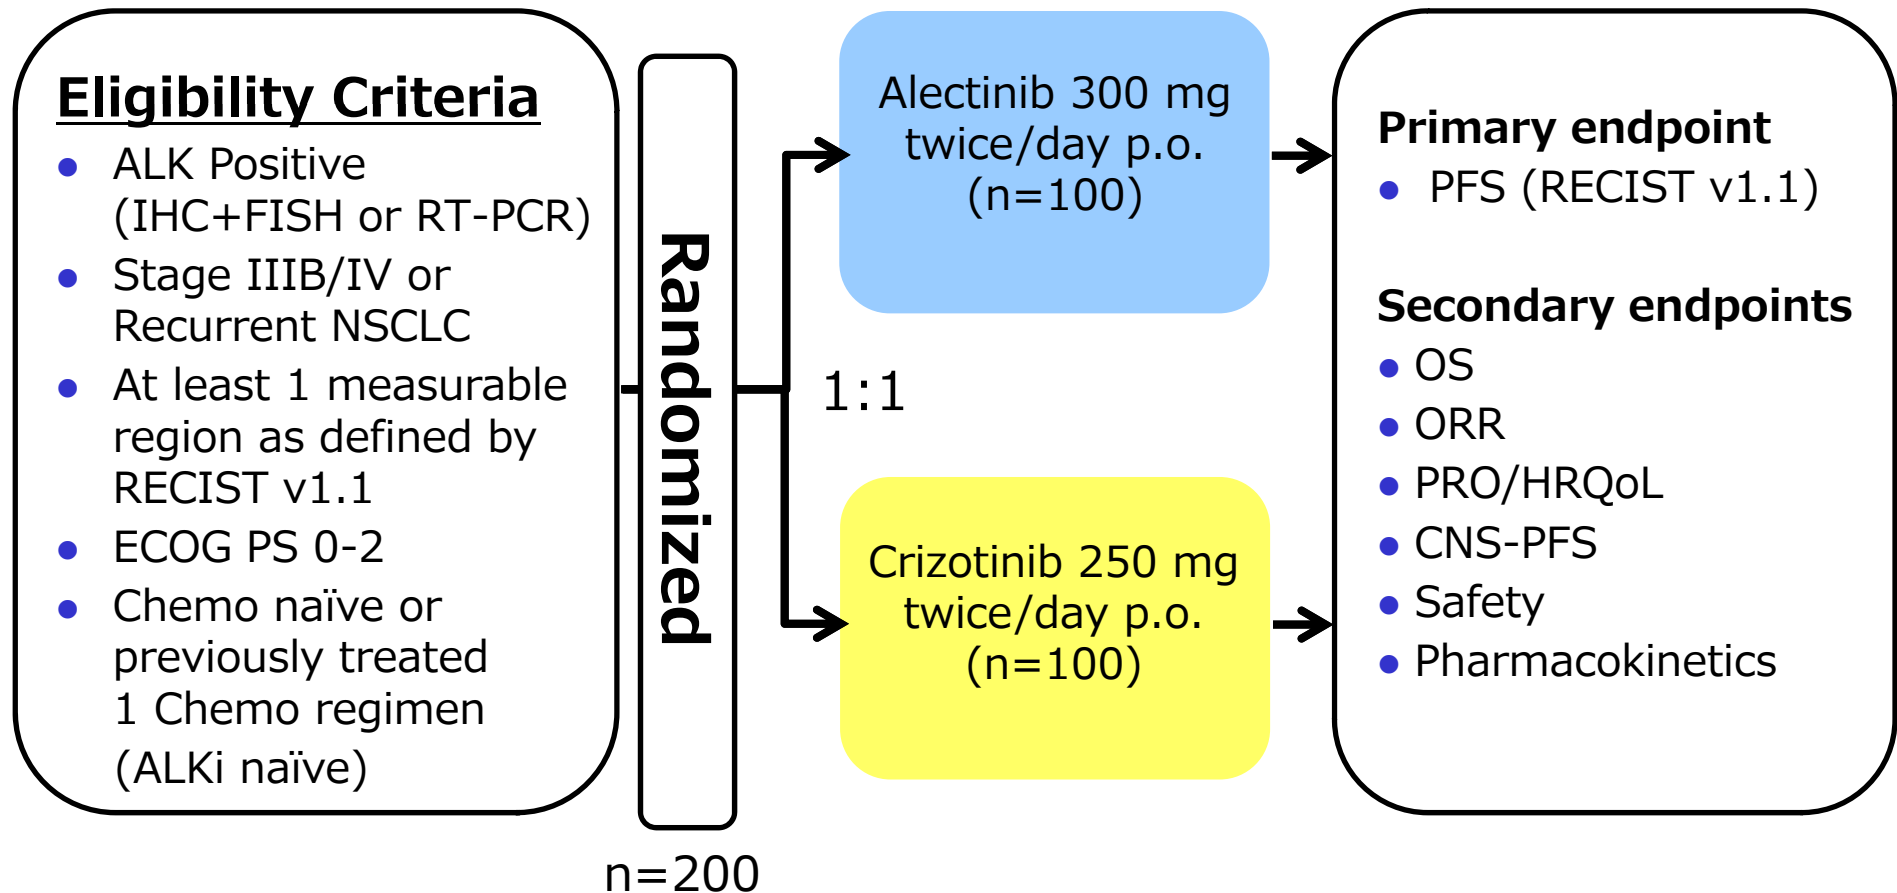 Eligibility Criteria
● ALK Positive
(IHC+FISH or RT-PCR)
● Stage IIIB/IV or
Recurrent NSCLC
● At least 1 measurable
region as defined by
RECIST v1.1
● ECOG PS 0-2
● Chemo naïve or
previously treated
1 Chemo regimen
(ALKi naïve)
Randomized
n=200
1:1
Alectinib 300 mg
twice/day p.o.
(n=100)
Crizotinib 250 mg
twice/day p.o.
(n=100)
Primary endpoint
● PFS (RECIST v1.1)
Secondary endpoints
● OS
● ORR
● PRO/HRQoL
● CNS-PFS
● Safety
● Pharmacokinetics